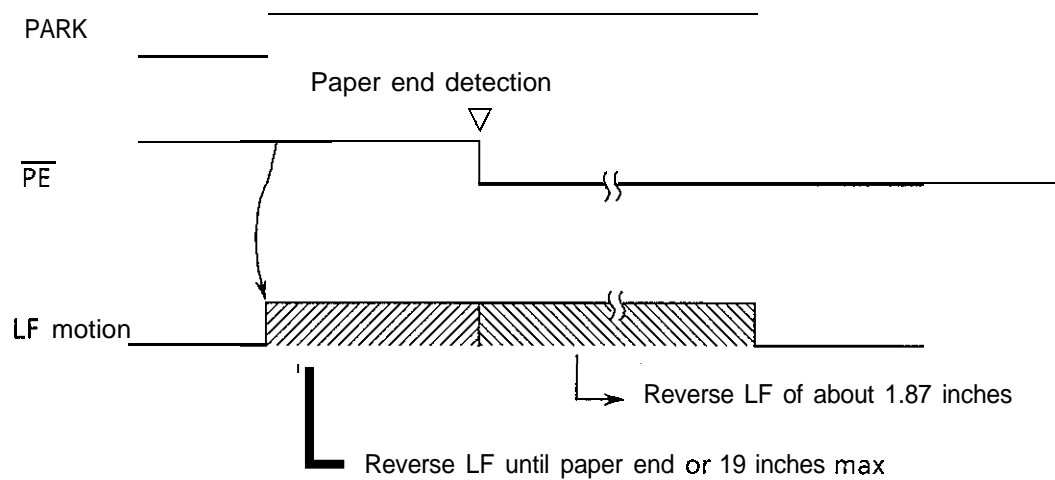 PARK
Paper end detection
P̅E̅
LF motion
Reverse LF of about 1.87 inches
Reverse LF until paper end or 19 inches max